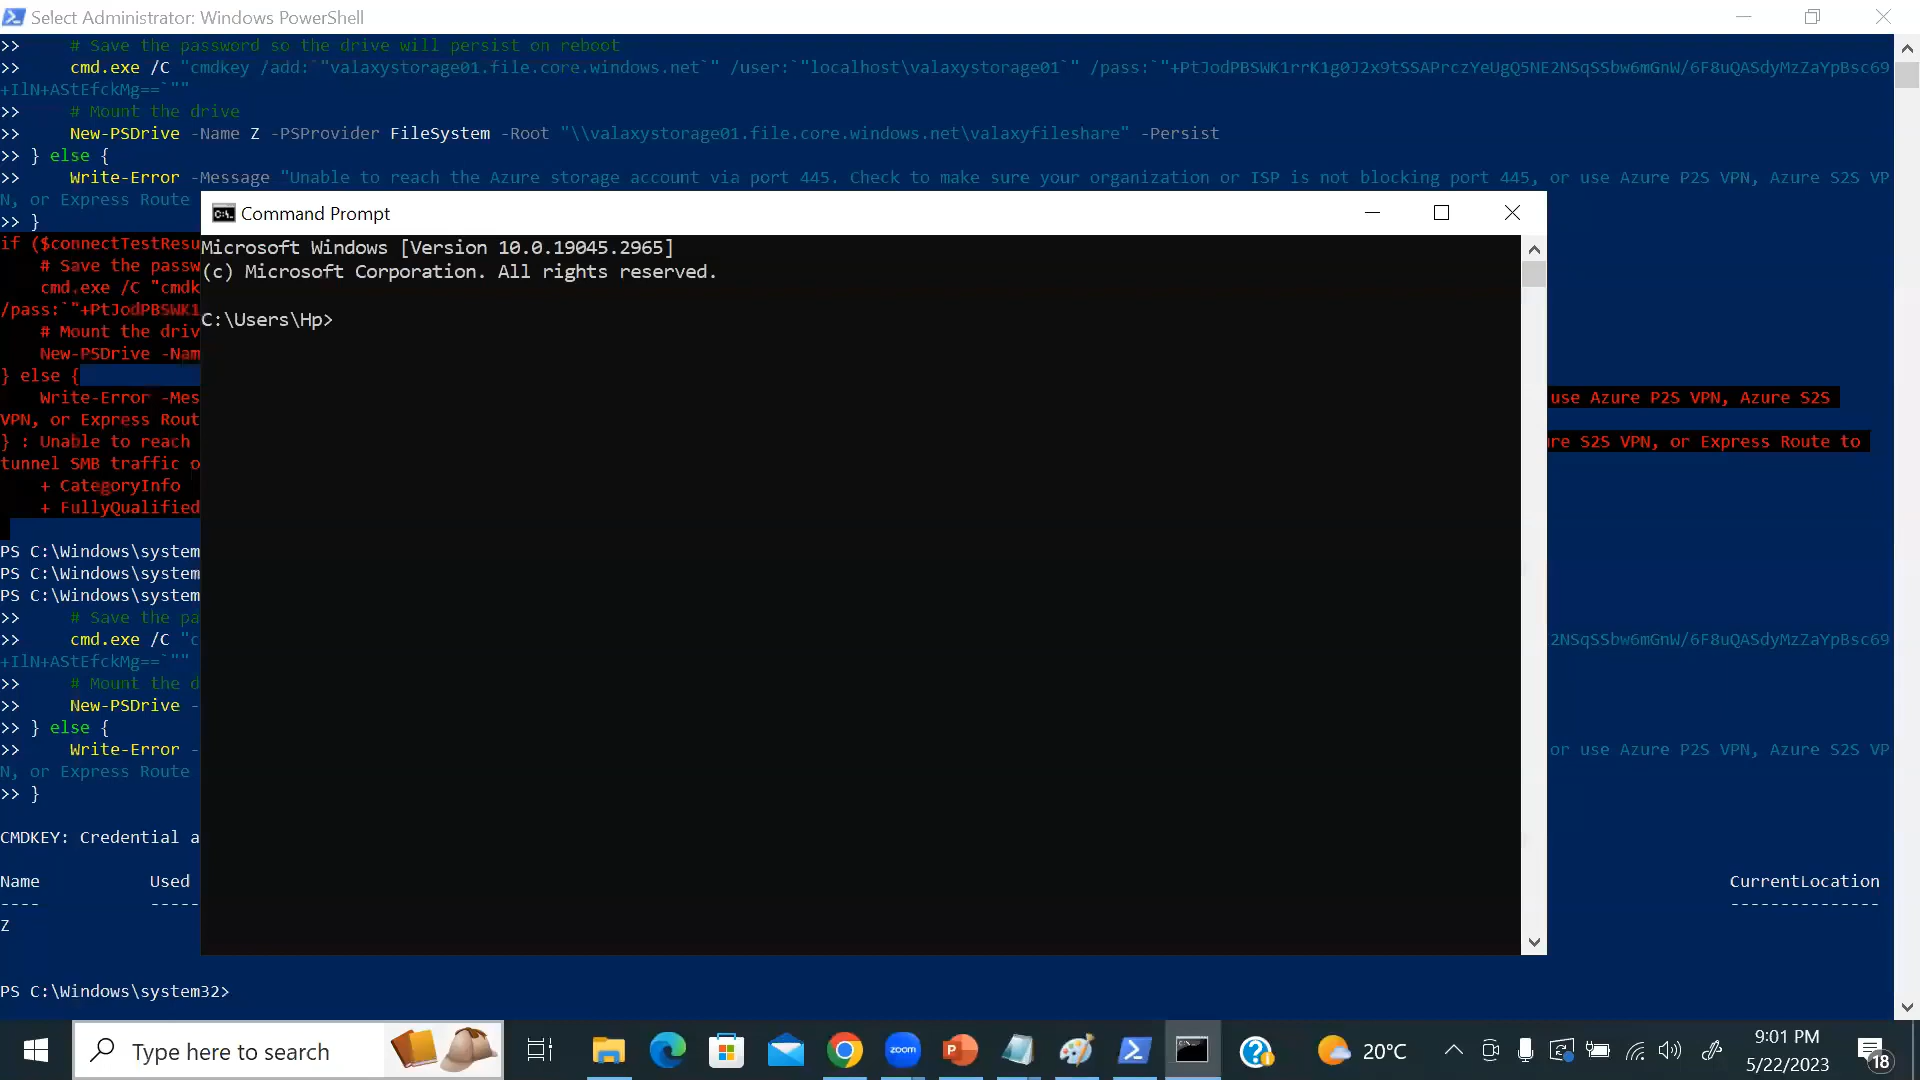 Select Administrator: Windows PowerShell
>> # Save the password so the drive will persist on reboot
>> cmd.exe /C "cmdkey /add:`"valaxystorage01.file.core.windows.net`" /user:`"localhost\valaxystorage01`" /pass:`"+PtJodPBSWK1rrK1g0J2x9tSSAPrczYeUgQ5NE2NSqSSbw6mGnW/6F8uQASdyMzZaYpBsc69
+IlN+AStEfckMg==`""
>> # Mount the drive
>> New-PSDrive -Name Z -PSProvider FileSystem -Root "\\valaxystorage01.file.core.windows.net\valaxyfileshare" -Persist
>> } else {
>> Write-Error -Message "Unable to reach the Azure storage account via port 445. Check to make sure your organization or ISP is not blocking port 445, or use Azure P2S VPN, Azure S2S VP
N, or Express Route
>> }
if ($connectTestResu
# Save the passw
cmd.exe /C "cmdk
/pass:`"+PtJodPBSWK1
# Mount the driv
New-PSDrive -Nam
} else {
Write-Error -Mes use Azure P2S VPN, Azure S2S
VPN, or Express Rout
} : Unable to reach re S2S VPN, or Express Route to
tunnel SMB traffic o
+ CategoryInfo
+ FullyQualified
PS C:\Windows\system
PS C:\Windows\system
PS C:\Windows\system
>> # Save the pa
>> cmd.exe /C "c 2NSqSSbw6mGnW/6F8uQASdyMzZaYpBsc69
+IlN+AStEfckMg==`""
>> # Mount the d
>> New-PSDrive -
>> } else {
>> Write-Error - or use Azure P2S VPN, Azure S2S VP
N, or Express Route
>> }
CMDKEY: Credential a
Name Used CurrentLocation
---- ----- ---------------
Z
PS C:\Windows\system32>
Command Prompt
Microsoft Windows [Version 10.0.19045.2965]
(c) Microsoft Corporation. All rights reserved.
C:\Users\Hp>
Type here to search
zoom
20°C
9:01 PM
5/22/2023
18